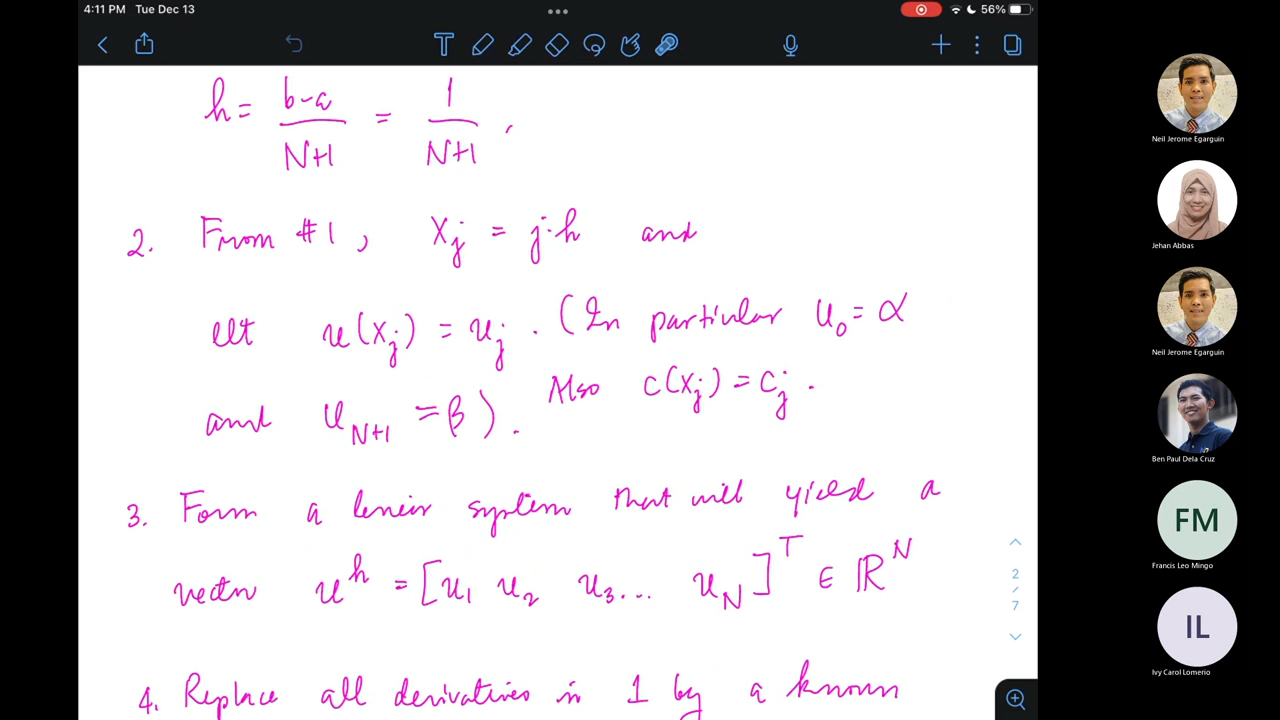 4:11 PM Tue Dec 13
56%
h = b-a / N+1 = 1 / N+1 ,
2. From #1, xj = j·h and
let u(xj) = uj. (In particular u0 = α
and uN+1 = β). Also c(xj) = cj.
3. Form a linear system that will yield a
vector u^h = [u1 u2 u3... uN]^T ∈ ℝ^N
4. Replace all derivatives in 1 by a known
2
/
7
Neil Jerome Egarguin
Jehan Abbas
Neil Jerome Egarguin
Ben Paul Dela Cruz
FM
Francis Leo Mingo
IL
Ivy Carol Lomerio